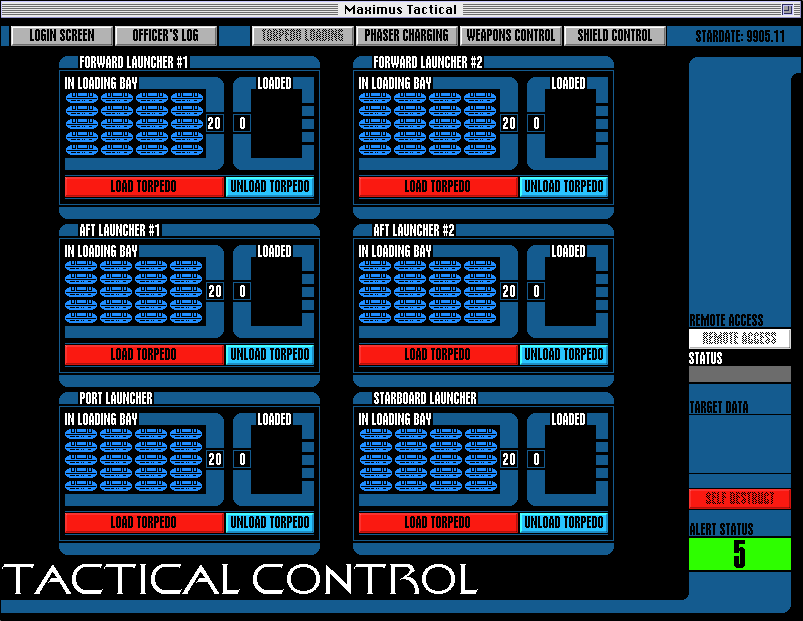 Maximus Tactical
LOGIN SCREEN OFFICER'S LOG TORPEDO LOADING PHASER CHARGING WEAPONS CONTROL SHIELD CONTROL STARDATE: 9905.11
FORWARD LAUNCHER #1
IN LOADING BAY LOADED
20 0
LOAD TORPEDO UNLOAD TORPEDO
FORWARD LAUNCHER #2
IN LOADING BAY LOADED
20 0
LOAD TORPEDO UNLOAD TORPEDO
AFT LAUNCHER #1
IN LOADING BAY LOADED
20 0
LOAD TORPEDO UNLOAD TORPEDO
AFT LAUNCHER #2
IN LOADING BAY LOADED
20 0
LOAD TORPEDO UNLOAD TORPEDO
PORT LAUNCHER
IN LOADING BAY LOADED
20 0
LOAD TORPEDO UNLOAD TORPEDO
STARBOARD LAUNCHER
IN LOADING BAY LOADED
20 0
LOAD TORPEDO UNLOAD TORPEDO
REMOTE ACCESS
REMOTE ACCESS
STATUS
TARGET DATA
SELF DESTRUCT
ALERT STATUS
5
TACTICAL CONTROL